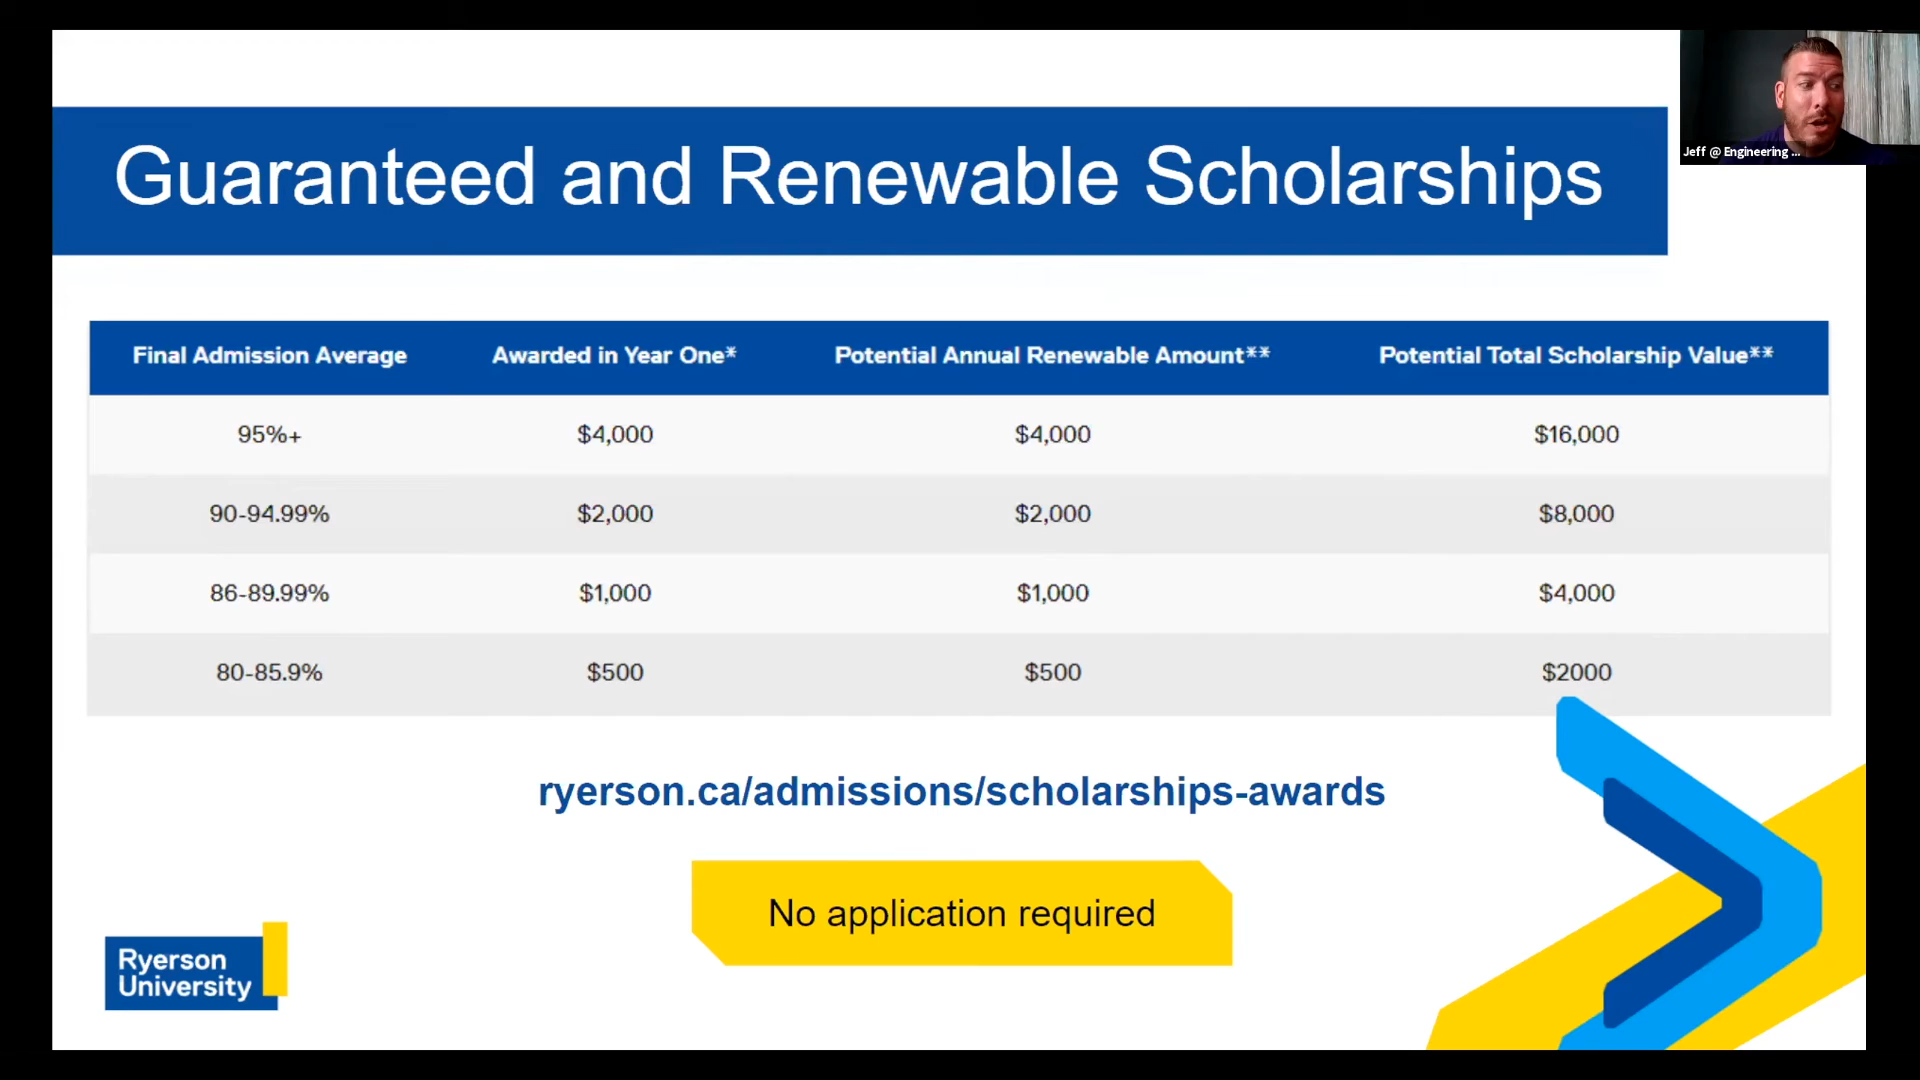 Guaranteed and Renewable Scholarships
Jeff @ Engineering ...
Final Admission Average Awarded in Year One* Potential Annual Renewable Amount** Potential Total Scholarship Value**
95%+ $4,000 $4,000 $16,000
90-94.99% $2,000 $2,000 $8,000
86-89.99% $1,000 $1,000 $4,000
80-85.9% $500 $500 $2000
ryerson.ca/admissions/scholarships-awards
No application required
Ryerson
University